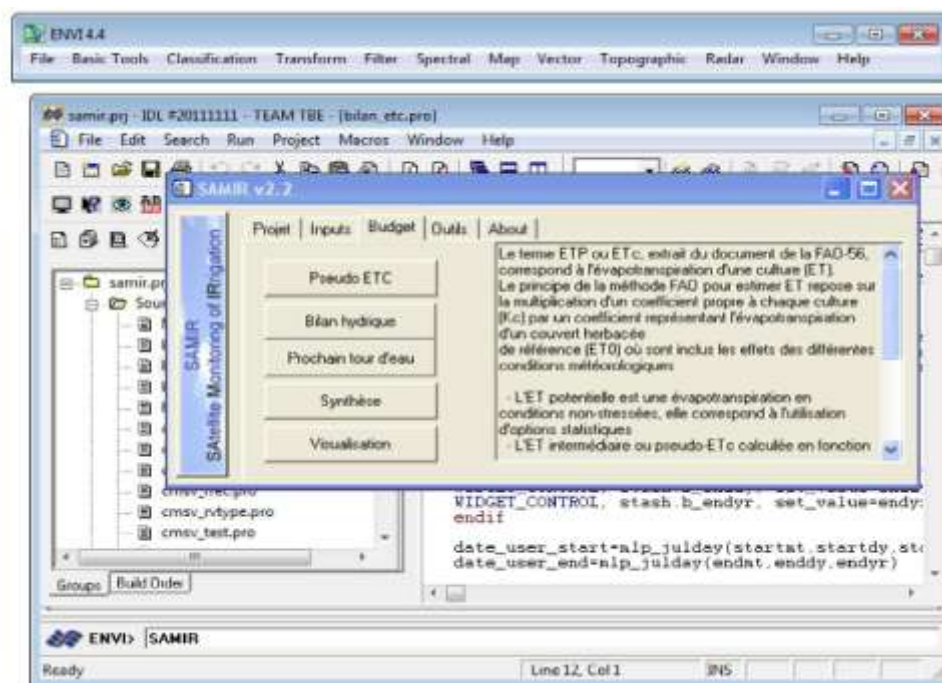 ENVI 4.4
File Basic Tools Classification Transform Filter Spectral Map Vector Topographic Radar Window Help
samir.prj - IDL #20111111 - TEAM TBE - [bilan_etc.pro]
File Edit Search Run Project Macros Window Help
SAMIR v2.2
SAMIR
SAtellite Monitoring of IRrigation
Projet Inputs Budget Outils About
Pseudo ETC
Bilan hydrique
Prochain tour d'eau
Synthèse
Visualisation
Le terme ETP ou ETc, extrait du document de la FAO-56,
correspond à l'évapotranspiration d'une culture (ET).
Le principe de la méthode FAO pour estimer ET repose sur
la multiplication d'un coefficient propre à chaque culture
(Kc) par un coefficient représentant l'évapotranspiration
d'un couvert herbacée
de référence (ET0) où sont inclus les effets des différentes
conditions météorologiques
- L'ET potentielle est une évapotranspiration en
conditions non-stressées, elle correspond à l'utilisation
d'options statistiques
- L'ET intermédiaire ou pseudo-ETc calculée en fonction
samir.pr
Sour
cmsv_rvtype.pro
cmsv_test.pro
WIDGET_CONTROL, stash.b_endyr, set_value=endy
endif
date_user_start=nlp_julday(startmt,startdy,sta
date_user_end=nlp_julday(endmt,enddy,endyr)
Groups Build Order
ENVI> SAMIR
Ready Line 12, Col 1 INS